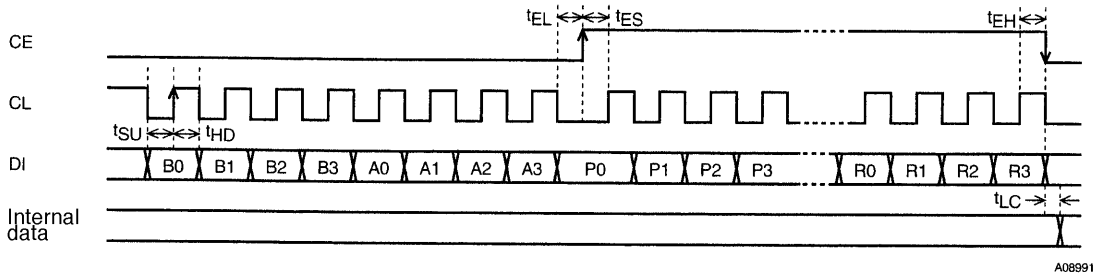 tEL tES tEH
CE
CL
tSU tHD
DI B0 B1 B2 B3 A0 A1 A2 A3 P0 P1 P2 P3 R0 R1 R2 R3
tLC
Internal
data
A08991